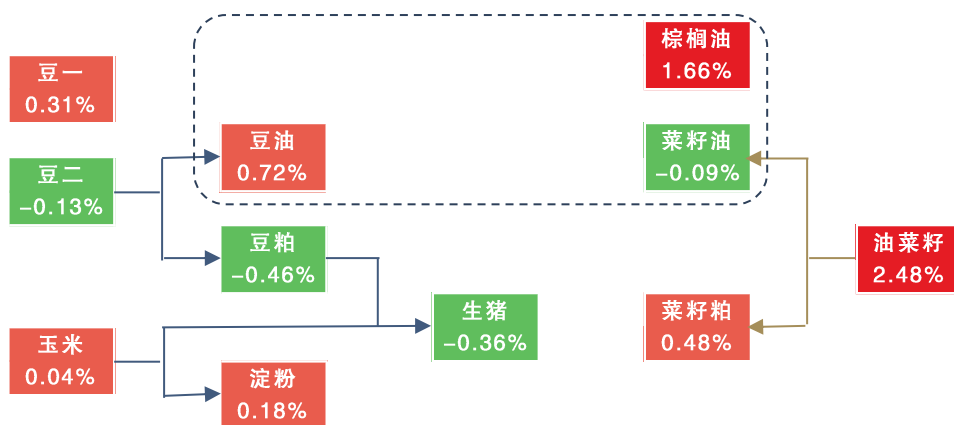 棕榈油
1.66%
豆一
0.31%
豆油
0.72%
菜籽油
-0.09%
豆二
-0.13%
豆粕
-0.46%
油菜籽
2.48%
生猪
-0.36%
菜籽粕
0.48%
玉米
0.04%
淀粉
0.18%